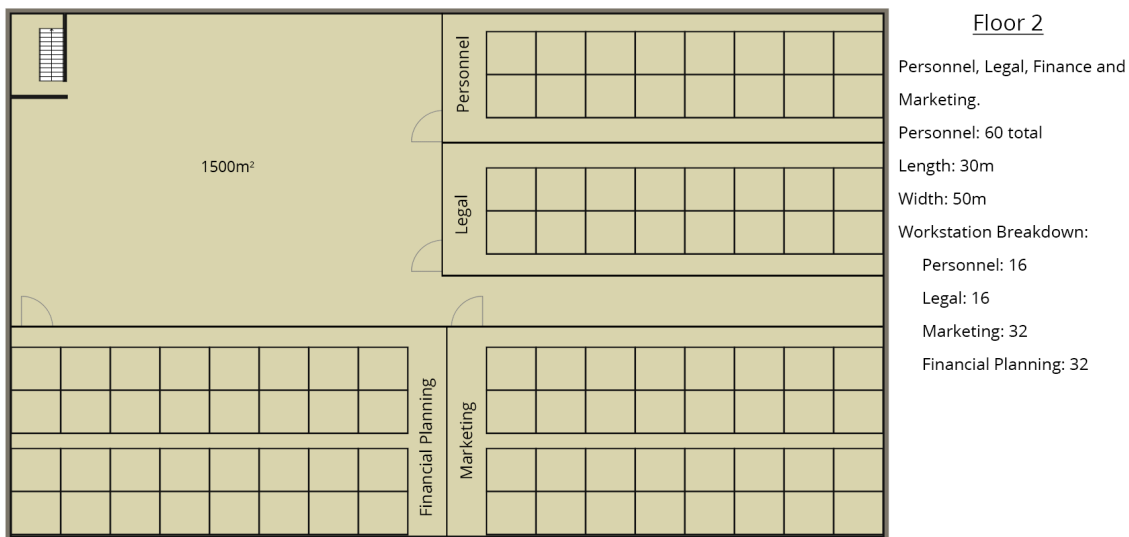 Floor 2
Personnel, Legal, Finance and
Marketing.
Personnel: 60 total
Length: 30m
Width: 50m
Workstation Breakdown:
Personnel: 16
Legal: 16
Marketing: 32
Financial Planning: 32
Personnel
1500m²
Legal
Financial Planning
Marketing